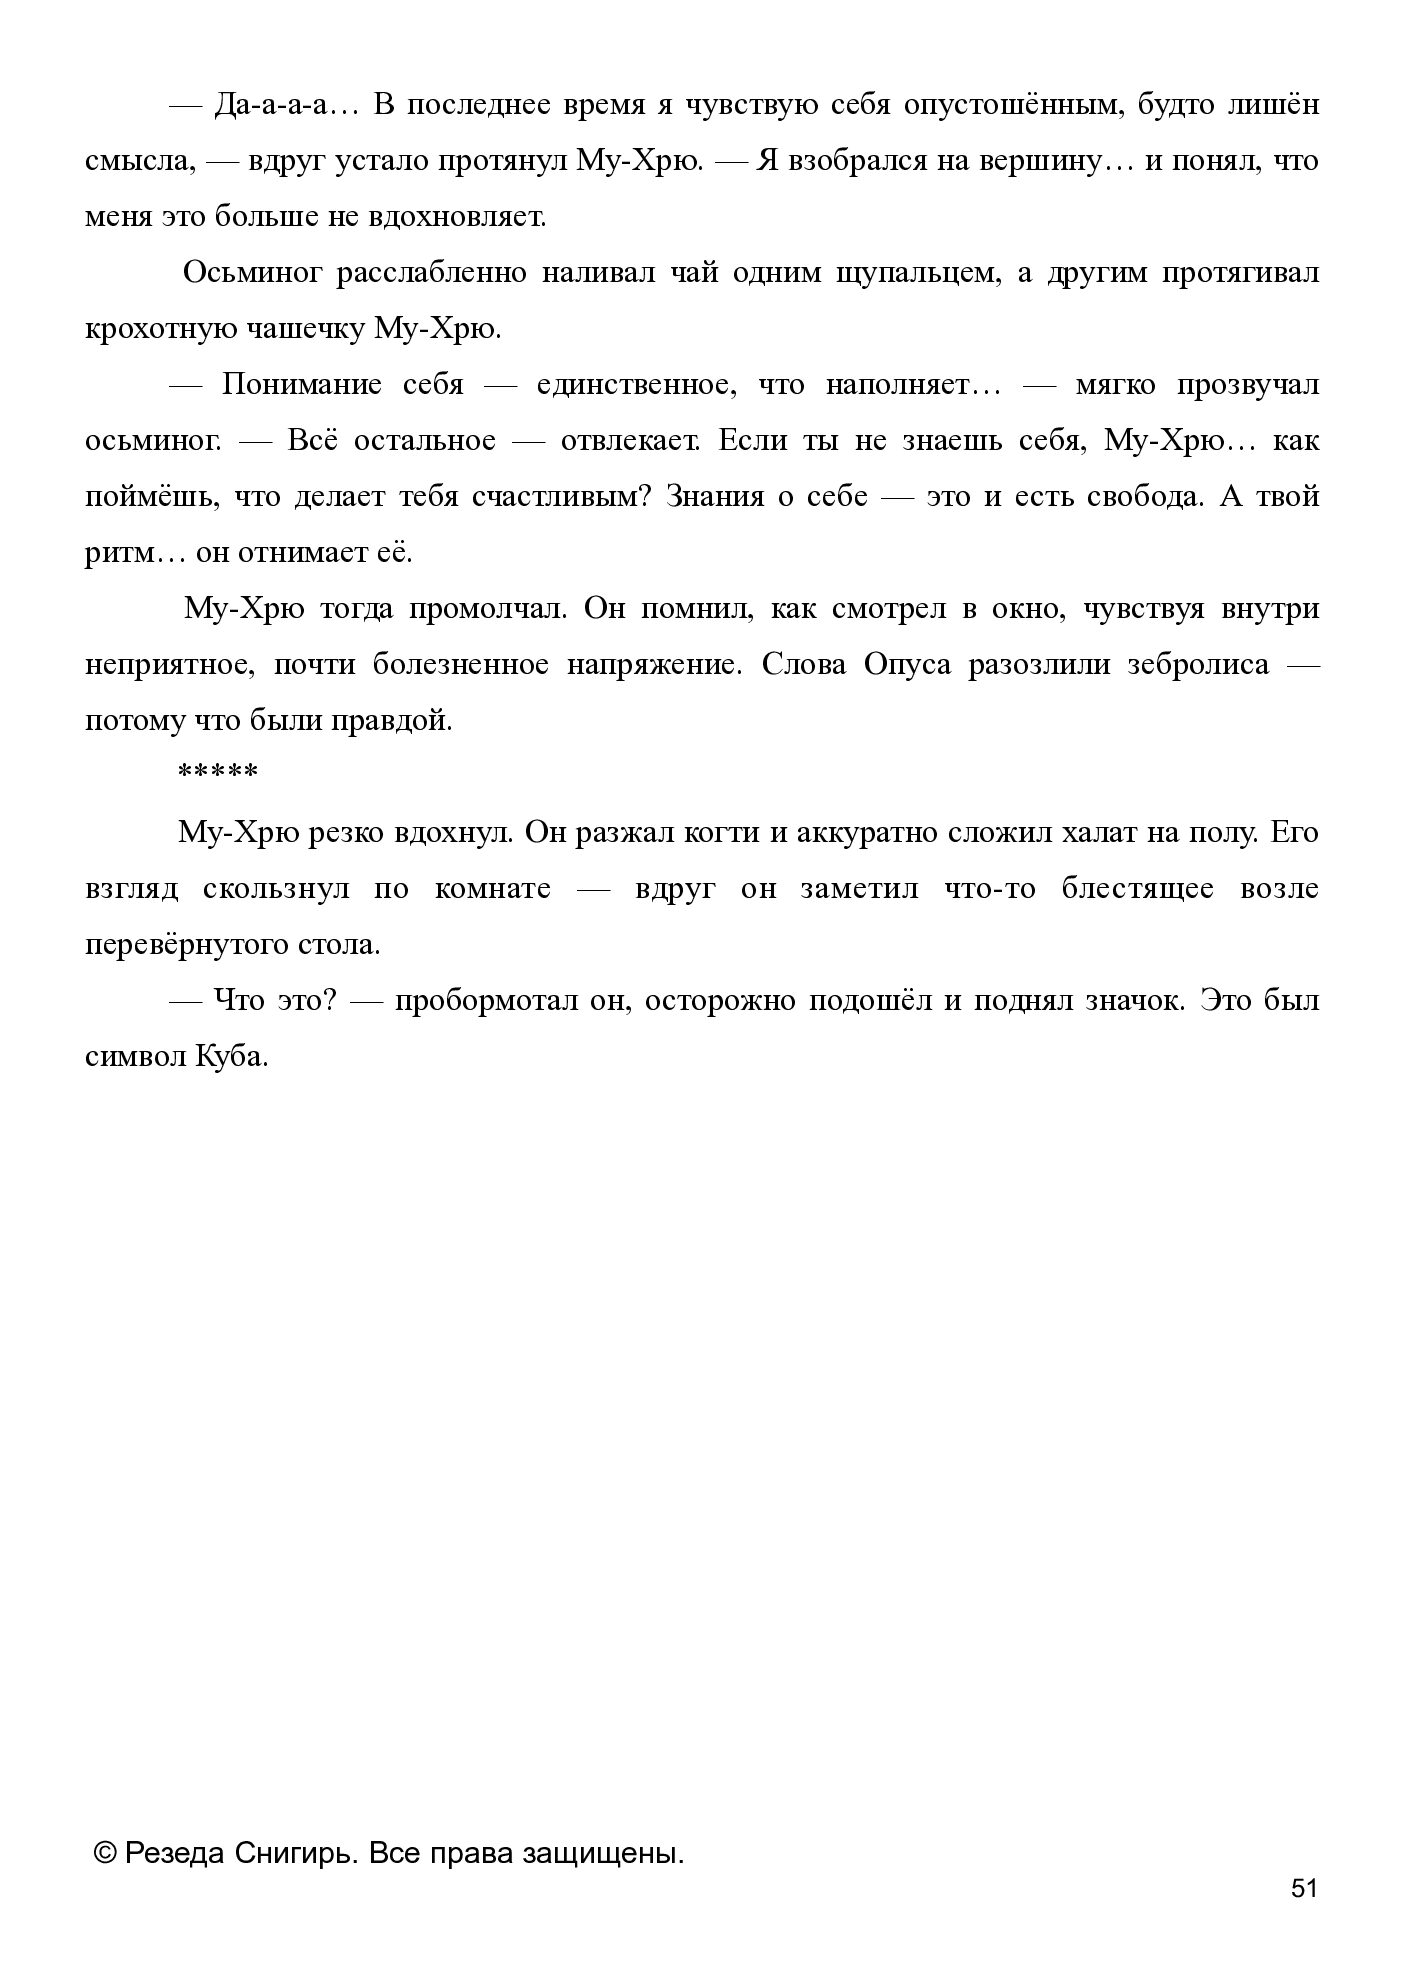 — Да-а-а-а… В последнее время я чувствую себя опустошённым, будто лишён
смысла, — вдруг устало протянул Му-Хрю. — Я взобрался на вершину… и понял, что
меня это больше не вдохновляет.
Осьминог расслабленно наливал чай одним щупальцем, а другим протягивал
крохотную чашечку Му-Хрю.
— Понимание себя — единственное, что наполняет… — мягко прозвучал
осьминог. — Всё остальное — отвлекает. Если ты не знаешь себя, Му-Хрю… как
поймёшь, что делает тебя счастливым? Знания о себе — это и есть свобода. А твой
ритм… он отнимает её.
Му-Хрю тогда промолчал. Он помнил, как смотрел в окно, чувствуя внутри
неприятное, почти болезненное напряжение. Слова Опуса разозлили зебролиса —
потому что были правдой.
*****
Му-Хрю резко вдохнул. Он разжал когти и аккуратно сложил халат на полу. Его
взгляд скользнул по комнате — вдруг он заметил что-то блестящее возле
перевёрнутого стола.
— Что это? — пробормотал он, осторожно подошёл и поднял значок. Это был
символ Куба.
© Резеда Снигирь. Все права защищены.
51